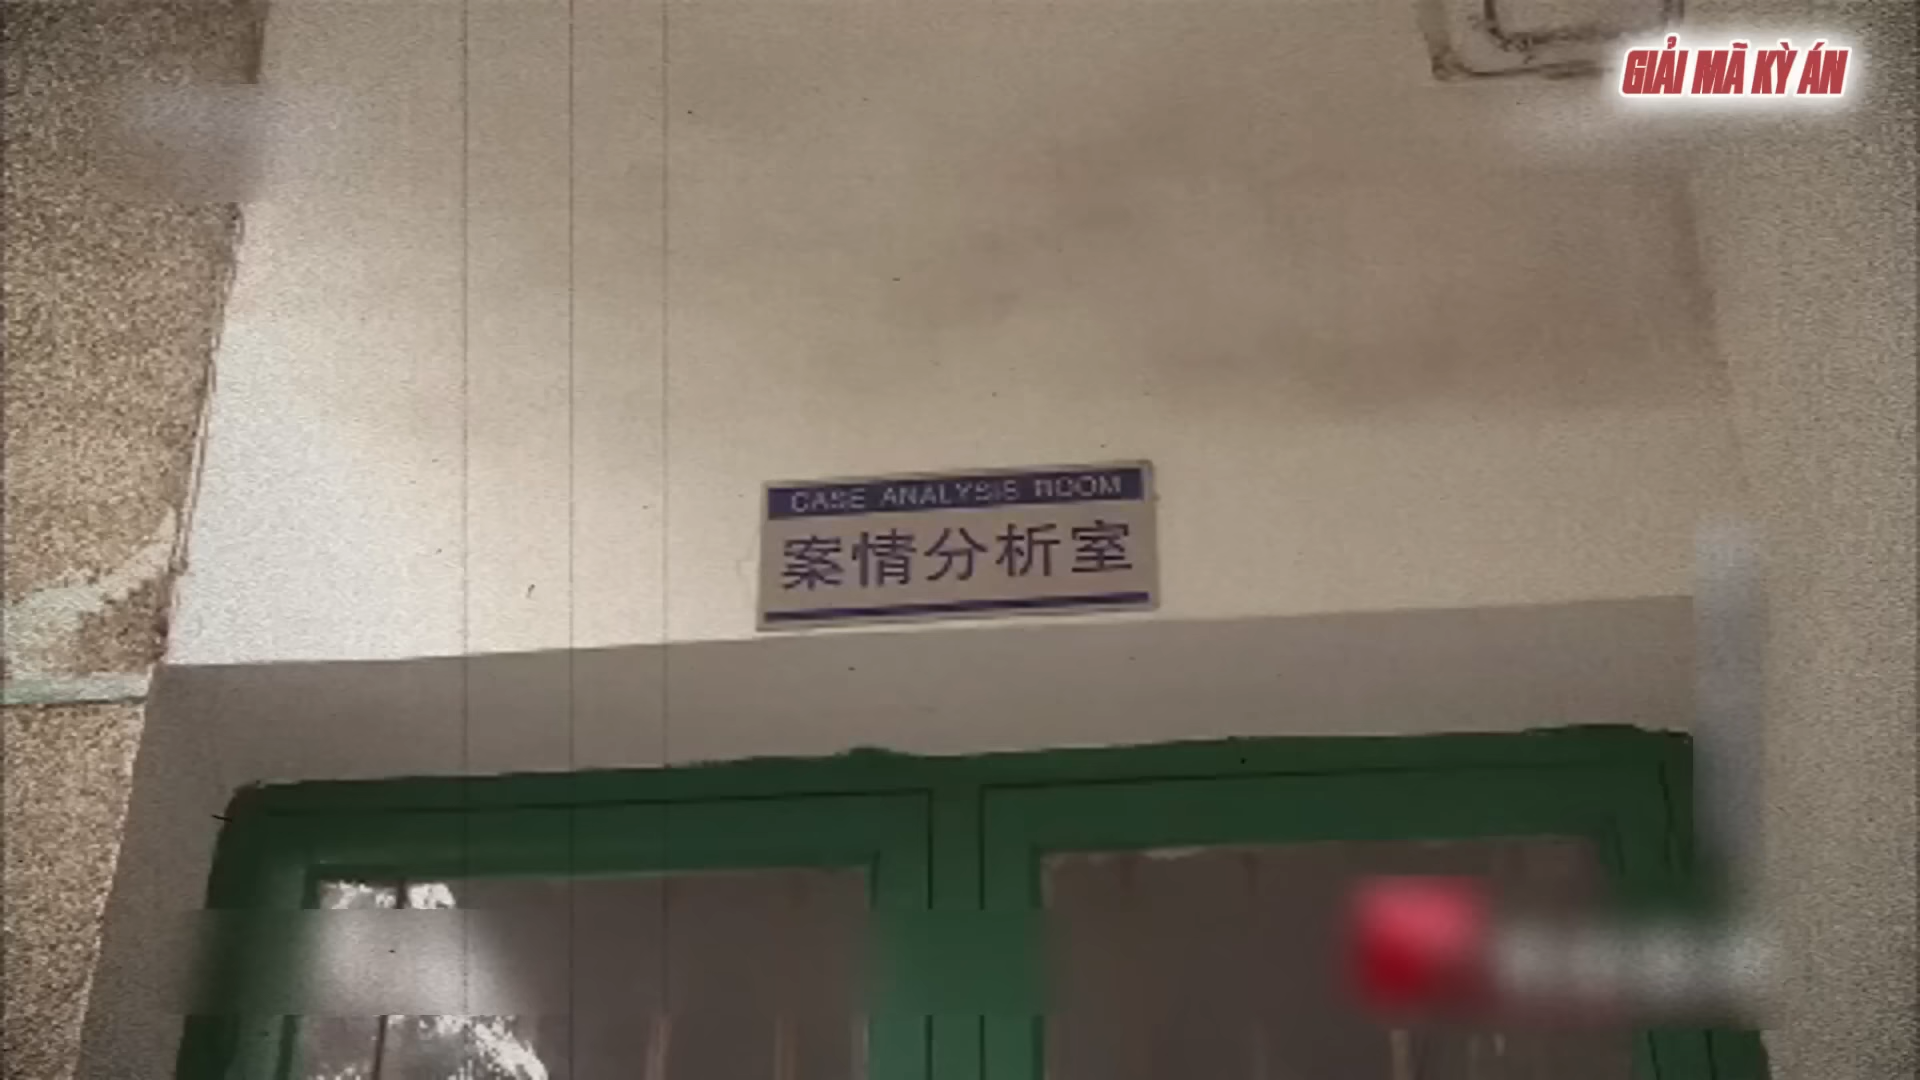 GIẢI MÃ KỲ ÁN
CASE ANALYSIS ROOM
案情分析室